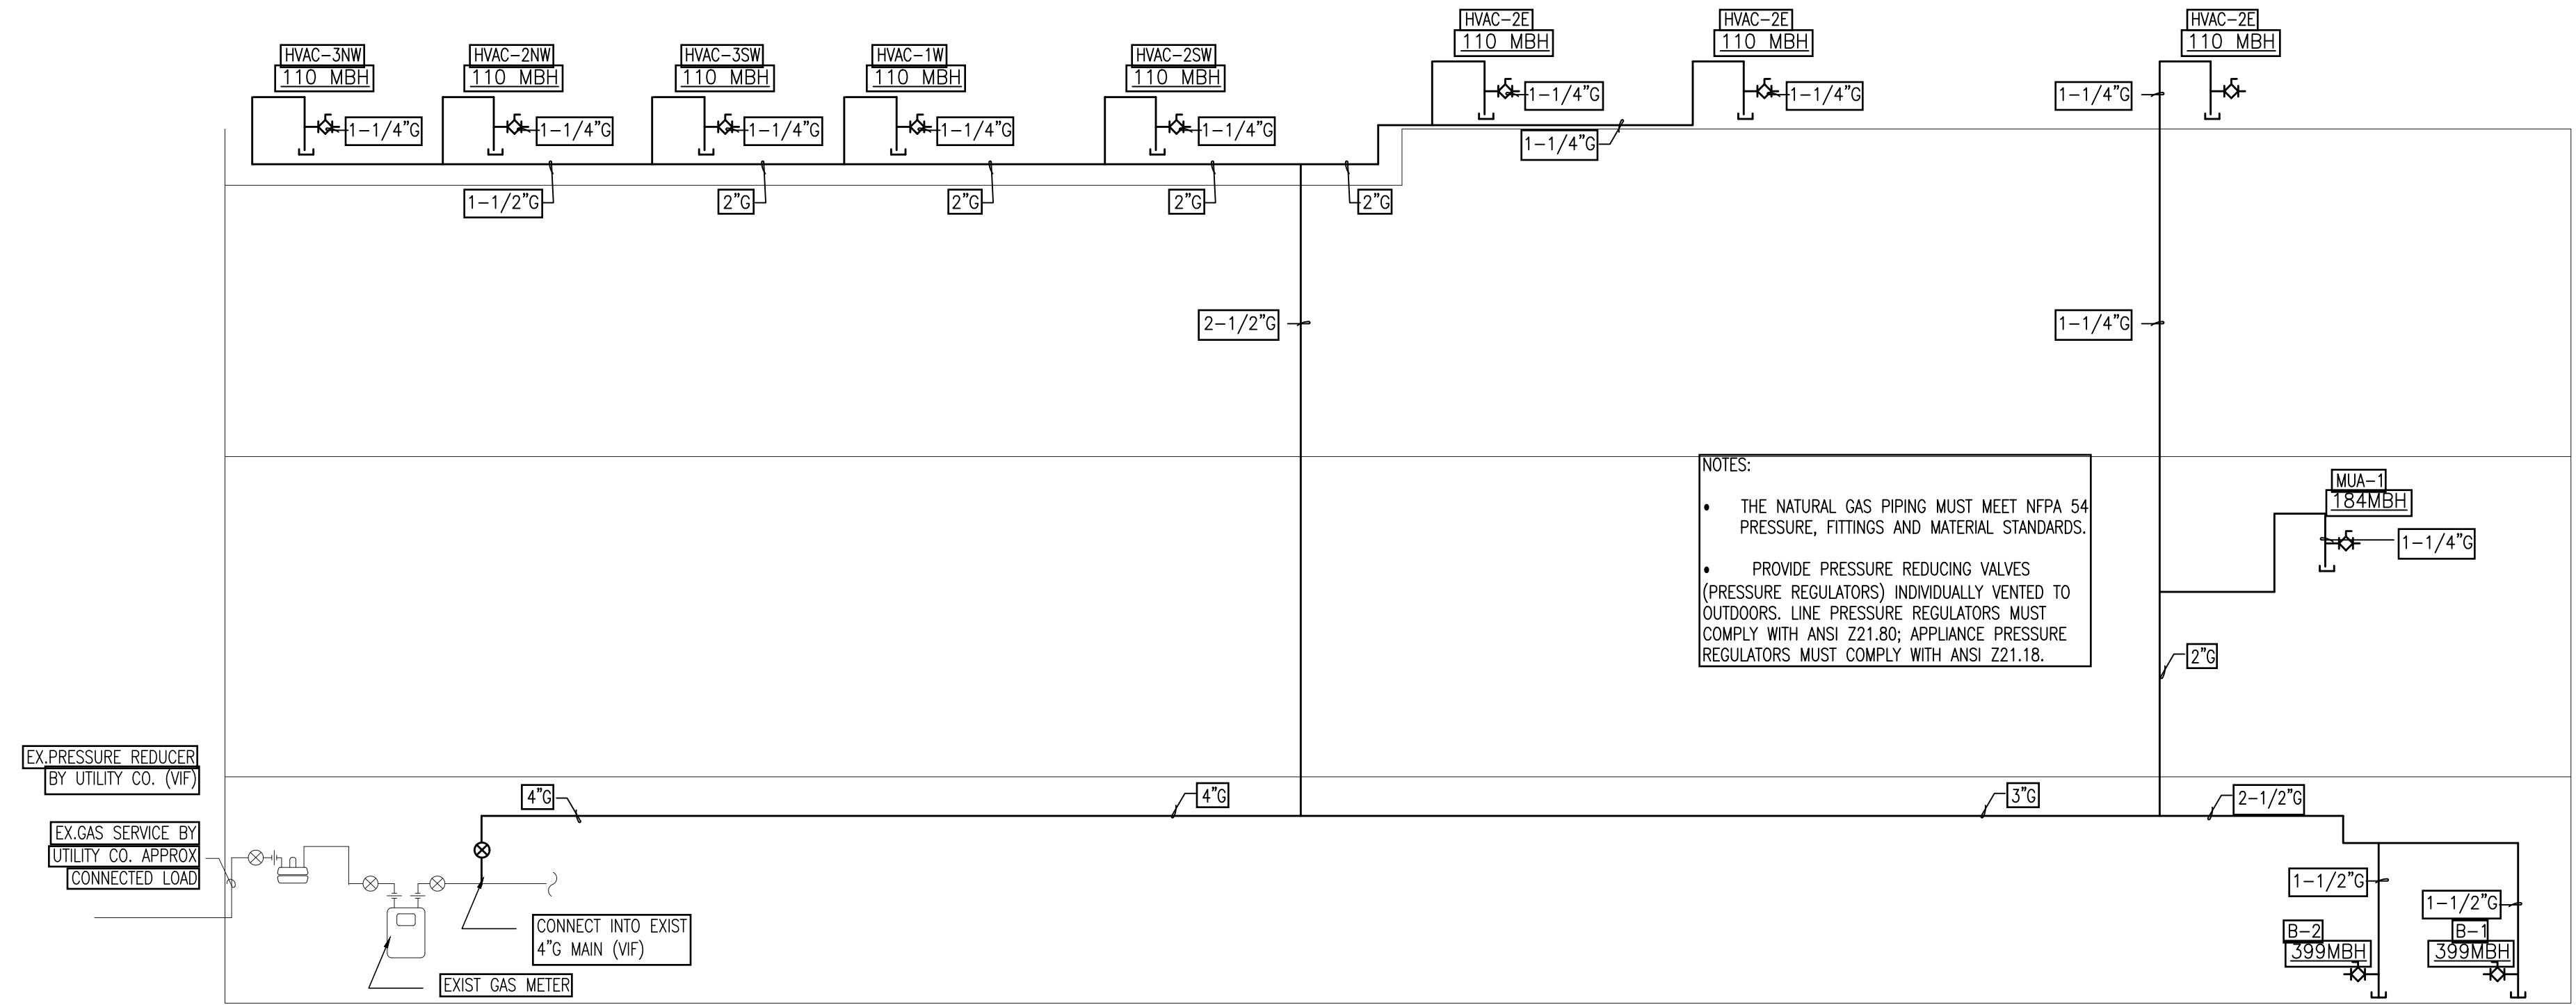 HVAC-3NW
110 MBH
HVAC-2NW
110 MBH
HVAC-3SW
110 MBH
HVAC-1W
110 MBH
HVAC-2SW
110 MBH
HVAC-2E
110 MBH
HVAC-2E
110 MBH
HVAC-2E
110 MBH
1-1/4"G
1-1/4"G
1-1/4"G
1-1/4"G
1-1/4"G
1-1/4"G
1-1/4"G
1-1/4"G
1-1/4"G
1-1/2"G
2"G
2"G
2"G
2"G
2-1/2"G
1-1/4"G
NOTES:
• THE NATURAL GAS PIPING MUST MEET NFPA 54
PRESSURE, FITTINGS AND MATERIAL STANDARDS.
• PROVIDE PRESSURE REDUCING VALVES
(PRESSURE REGULATORS) INDIVIDUALLY VENTED TO
OUTDOORS. LINE PRESSURE REGULATORS MUST
COMPLY WITH ANSI Z21.80; APPLIANCE PRESSURE
REGULATORS MUST COMPLY WITH ANSI Z21.18.
MUA-1
184MBH
1-1/4"G
2"G
EX.PRESSURE REDUCER
BY UTILITY CO. (VIF)
4"G
4"G
3"G
2-1/2"G
EX.GAS SERVICE BY
UTILITY CO. APPROX
CONNECTED LOAD
CONNECT INTO EXIST
4"G MAIN (VIF)
EXIST GAS METER
1-1/2"G
1-1/2"G
B-2
399MBH
B-1
399MBH